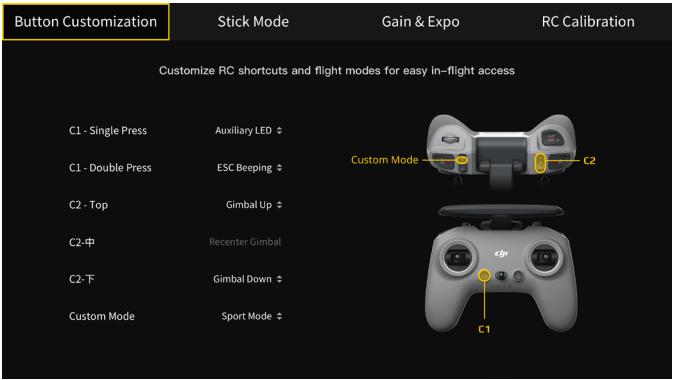 Button Customization Stick Mode Gain & Expo RC Calibration
Customize RC shortcuts and flight modes for easy in-flight access
C1 - Single Press Auxiliary LED
C1 - Double Press ESC Beeping
C2 - Top Gimbal Up
C2-中 Recenter Gimbal
C2-下 Gimbal Down
Custom Mode Sport Mode
Custom Mode
C2
dji
C1